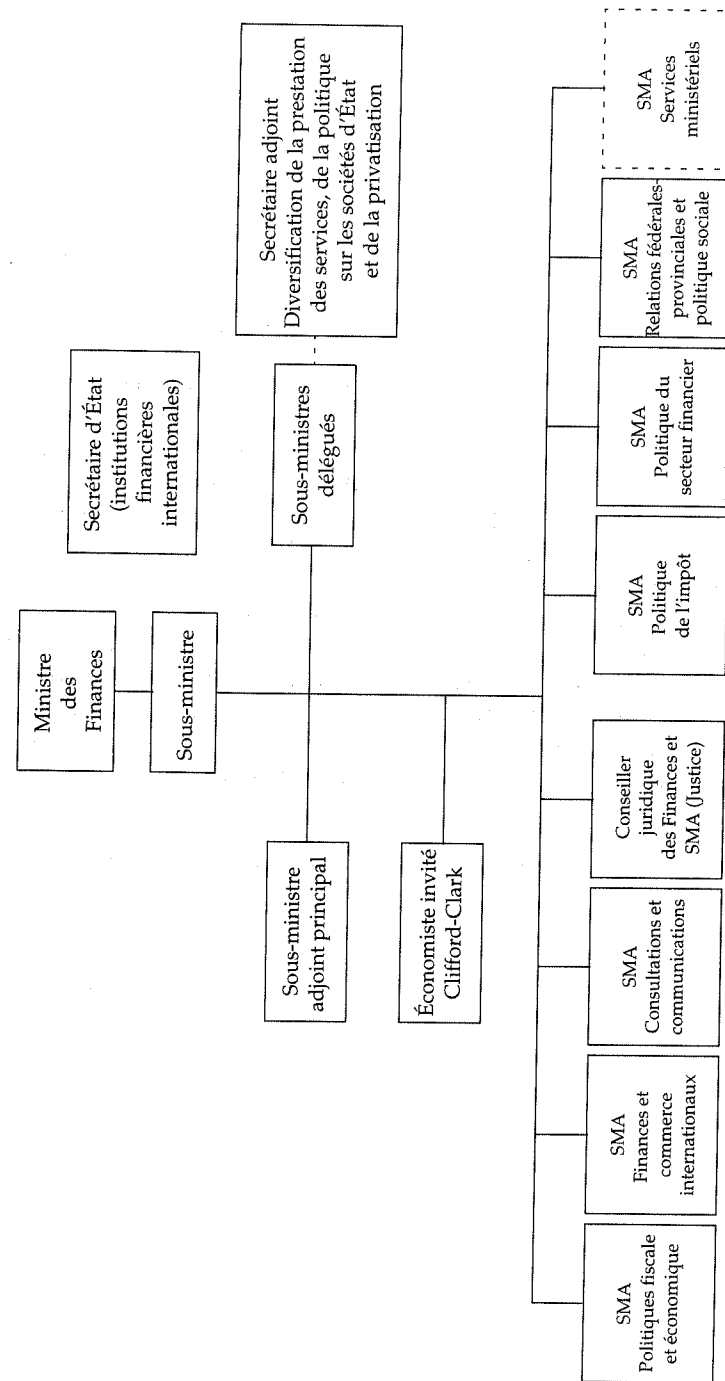 Ministre
des
Finances
Secrétaire d'État
(institutions
financières
internationales)
Sous-ministre
Sous-ministre
adjoint principal
Sous-ministres
délégués
Secrétaire adjoint
Diversification de la prestation
des services, de la politique
sur les sociétés d'État
et de la privatisation
Économiste invité
Clifford-Clark
SMA
Politiques fiscale
et économique
SMA
Finances et
commerce
internationaux
SMA
Consultations et
communications
Conseiller
juridique
des Finances et
SMA (Justice)
SMA
Politique
de l'impôt
SMA
Politique du
secteur financier
SMA
Relations fédérales-
provinciales et
politique sociale
SMA
Services
ministériels